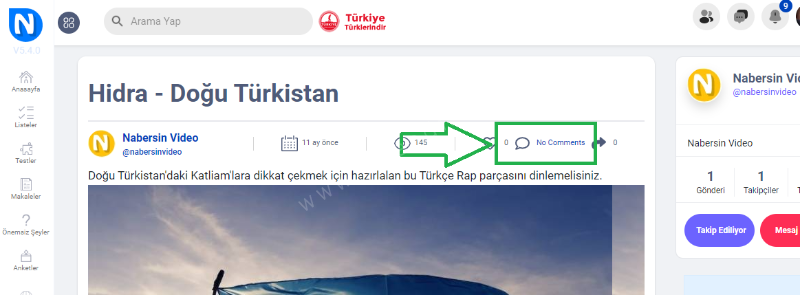 N
V5.4.0
Arama Yap
Türkiye
Türklerindir
9
Anasayfa
Listeler
Testler
Makaleler
Önemsiz Şeyler
Anketler
Hidra - Doğu Türkistan
N
Nabersin Video
@nabersinvideo
11 ay önce
145
0
No Comments
0
Doğu Türkistan'daki Katliam'lara dikkat çekmek için hazırlalan bu Türkçe Rap parçasını dinlemelisiniz.
N
Nabersin Video
@nabersinvideo
Nabersin Video
1
Gönderi
1
Takipçiler
Takip Ediliyor
Mesaj